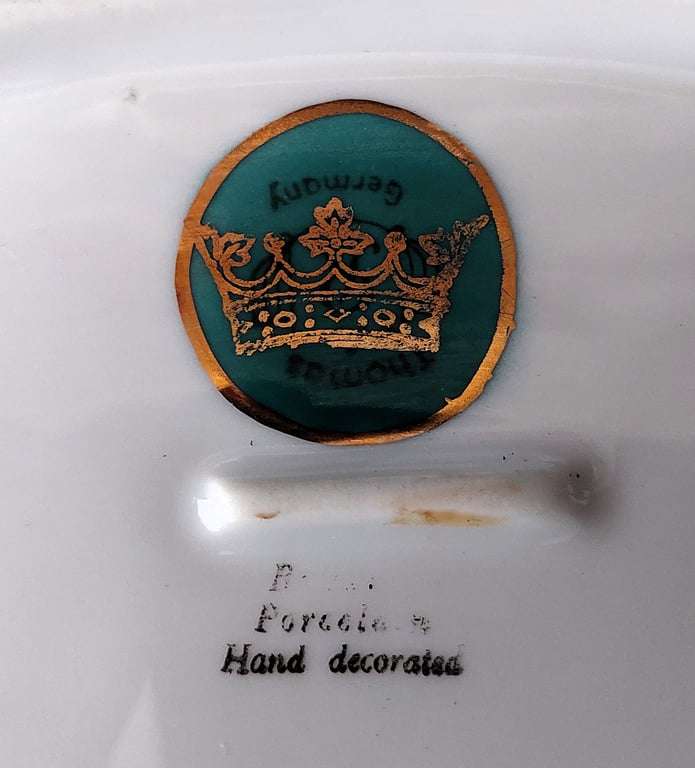 Germany
Thomas
Porcelain
Hand decorated